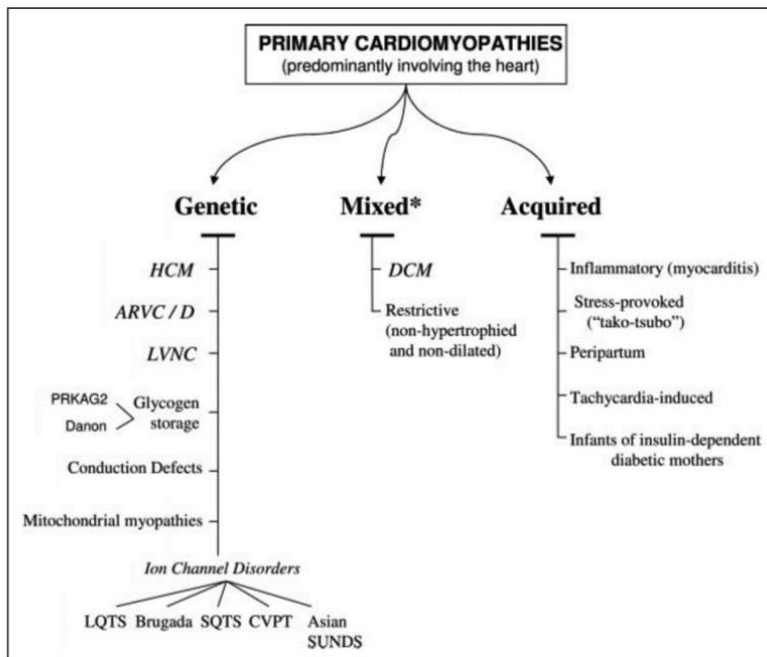 PRIMARY CARDIOMYOPATHIES
(predominantly involving the heart)
Genetic
HCM
ARVC / D
LVNC
PRKAG2
Danon
Glycogen
storage
Conduction Defects
Mitochondrial myopathies
Ion Channel Disorders
LQTS
Brugada
SQTS
CVPT
Asian
SUNDS
Mixed*
DCM
Restrictive
(non-hypertrophied
and non-dilated)
Acquired
Inflammatory (myocarditis)
Stress-provoked
(“tako-tsubo”)
Peripartum
Tachycardia-induced
Infants of insulin-dependent
diabetic mothers